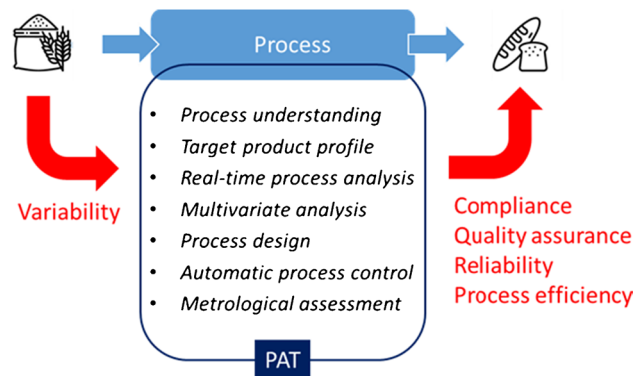 Process
• Process understanding
• Target product profile
• Real-time process analysis
• Multivariate analysis
• Process design
• Automatic process control
• Metrological assessment
PAT
Variability
Compliance
Quality assurance
Reliability
Process efficiency